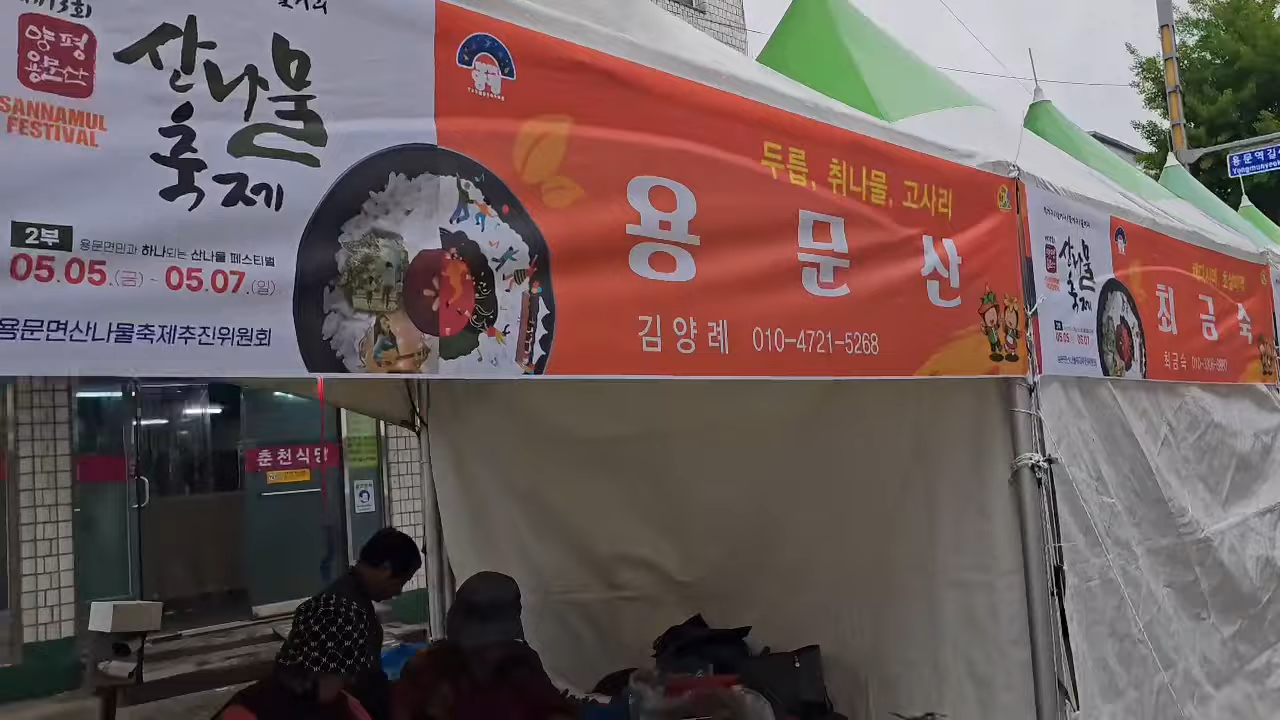 제13회
양평
용문산
산나물
축제
SANNAMUL
FESTIVAL
2부
용문면민과 하나되는 산나물 페스티벌
05.05.(금) ~ 05.07.(일)
용문면산나물축제추진위원회
두릅, 취나물, 고사리
용문산
김양례 010-4721-5268
산나물
축제
최금숙
최금숙
용문역길
춘천식당